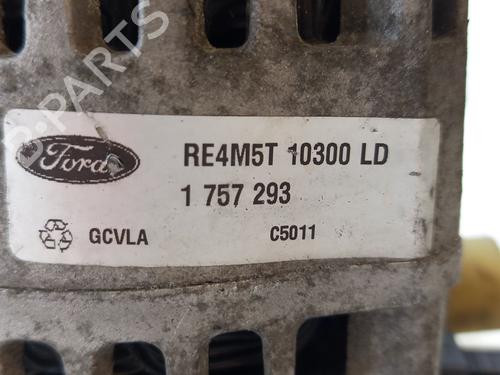 B-PARTS
Ford
RE4M5T 10300 LD
1 757 293
GCVLA
C5011